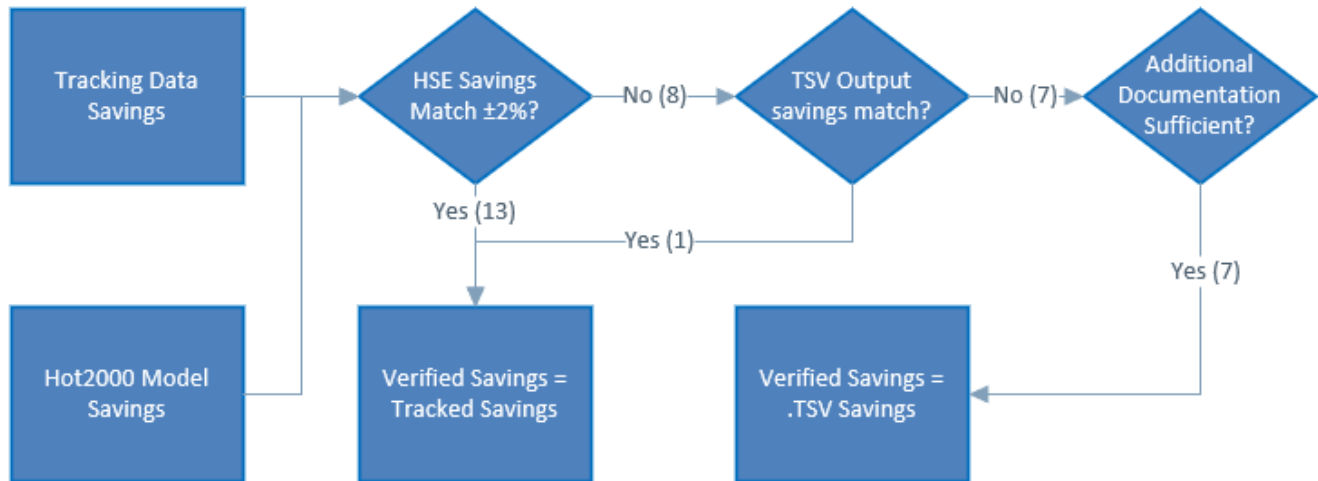 Tracking Data
Savings
HSE Savings
Match ±2%?
No (8)
TSV Output
savings match?
No (7)
Additional
Documentation
Sufficient?
Yes (13)
Yes (1)
Yes (7)
Hot2000 Model
Savings
Verified Savings =
Tracked Savings
Verified Savings =
.TSV Savings